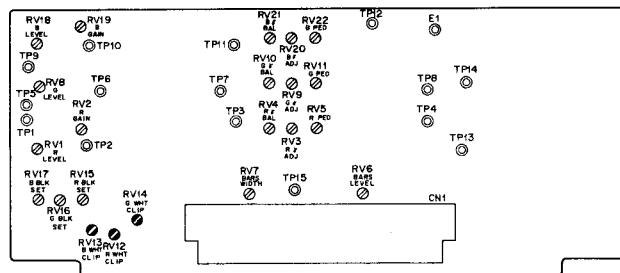 RV18
B
LEVEL
RV19
B
GAIN
TP10
TP9
RV8
G
LEVEL
TP6
TP5
RV2
R
GAIN
TP1
TP2
RV1
R
LEVEL
RV17
B BLK
SET
RV15
R BLK
SET
RV16
G BLK
SET
RV14
G WHT
CLIP
RV13
B WHT
CLIP
RV12
R WHT
CLIP
RV21
B γ
BAL
RV22
B PED
TP12
E1
TP11
RV20
B γ
ADJ
RV10
G γ
BAL
RV11
G PED
TP7
RV9
G γ
ADJ
TP8
TP14
TP3
RV4
R γ
BAL
RV5
R PED
TP4
RV3
R γ
ADJ
TP13
RV7
BARS
WIDTH
TP15
RV6
BARS
LEVEL
CN1